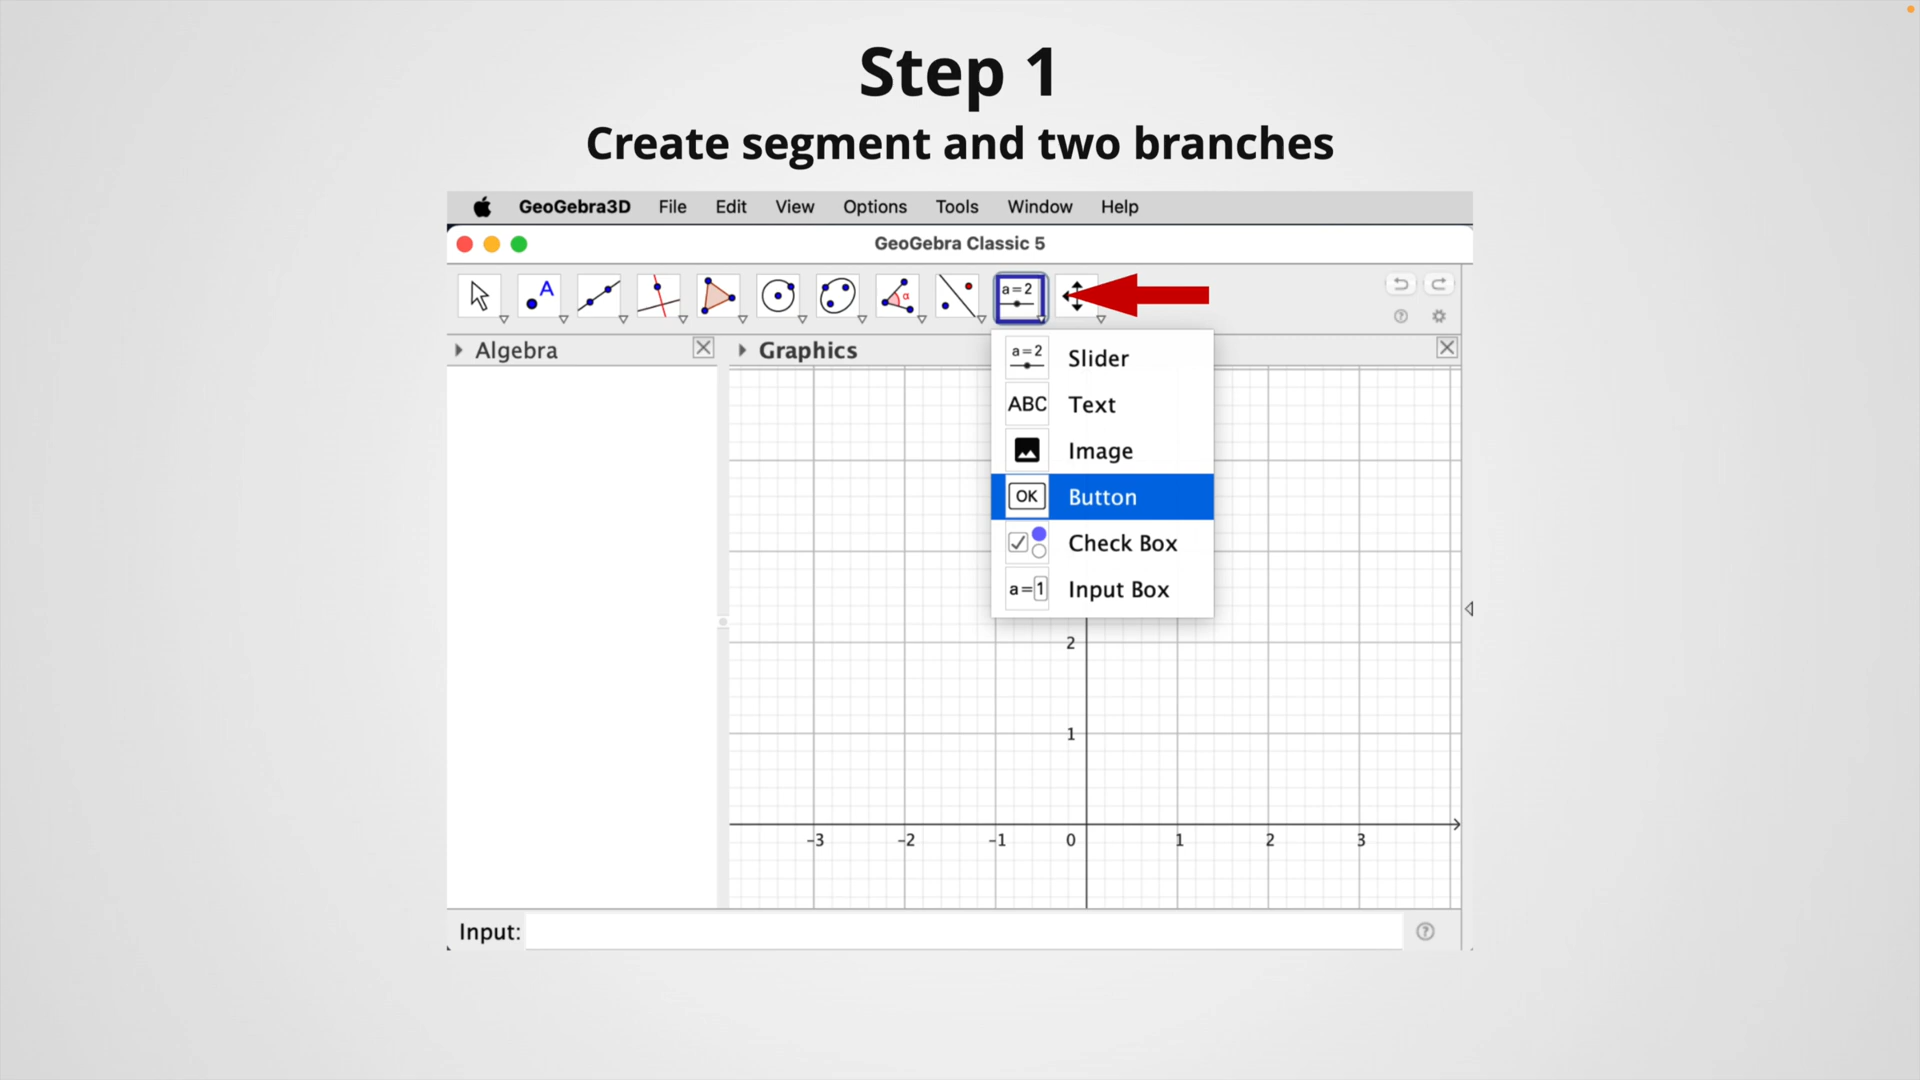 Step 1
Create segment and two branches
GeoGebra3D File Edit View Options Tools Window Help
GeoGebra Classic 5
A
α
a=2
Algebra
Graphics
a=2 Slider
ABC Text
Image
OK Button
Check Box
a=1 Input Box
2
1
-3 -2 -1 0 1 2 3
Input: